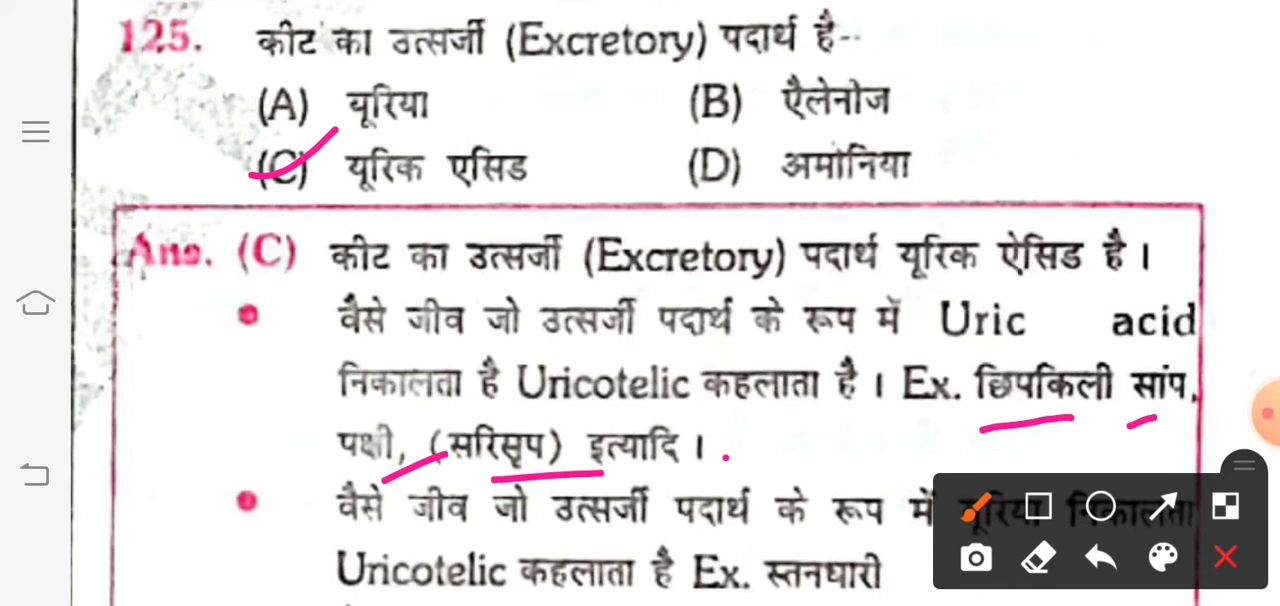 125. कीट का उत्सर्जी (Excretory) पदार्थ है--
(A) यूरिया (B) ऐलेनोज
(C) यूरिक एसिड (D) अमोनिया
Ans. (C) कीट का उत्सर्जी (Excretory) पदार्थ यूरिक ऐसिड है।
वैसे जीव जो उत्सर्जी पदार्थ के रूप में Uric acid
निकालता है Uricotelic कहलाता है। Ex. छिपकिली सांप,
पक्षी, (सरिसृप) इत्यादि।
वैसे जीव जो उत्सर्जी पदार्थ के रूप में यूरिया निकालता
Uricotelic कहलाता है Ex. स्तनधारी